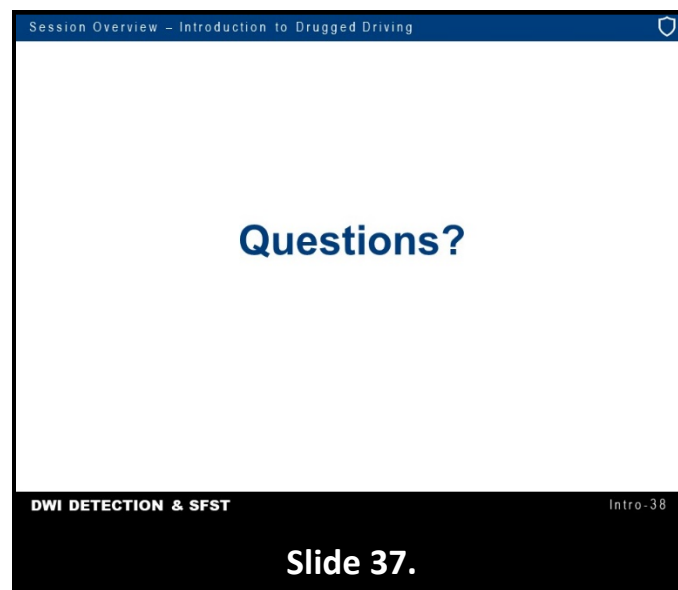 Session Overview – Introduction to Drugged Driving
Questions?
DWI DETECTION & SFST
Intro-38
Slide 37.